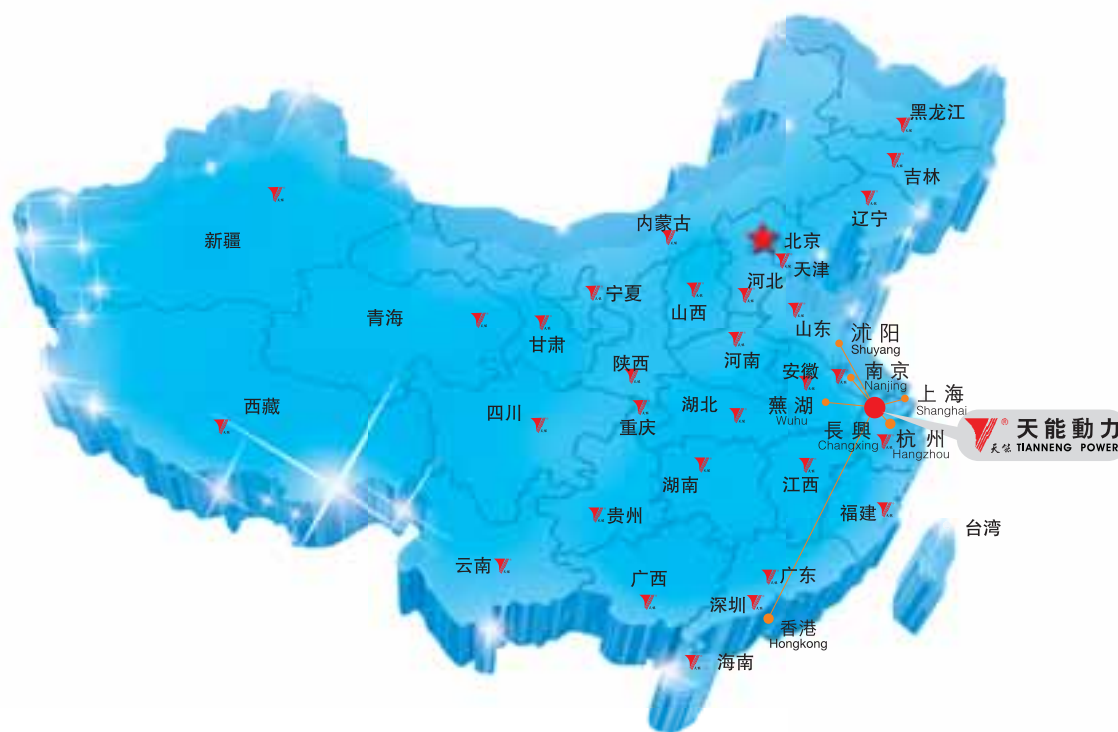 黑龙江
吉林
辽宁
内蒙古
北京
天津
新疆
宁夏
山西
河北
青海
甘肃
山东
沭 阳
Shuyang
河南
陕西
安徽
南 京
Nanjing
西藏
四川
重庆
湖北
蕪 湖
Wuhu
上 海
Shanghai
長 興
Changxing
杭 州
Hangzhou
® 天能動力
天能 TIANNENG POWER
湖南
江西
贵州
福建
台湾
云南
广西
广东
深圳
香港
Hongkong
海南